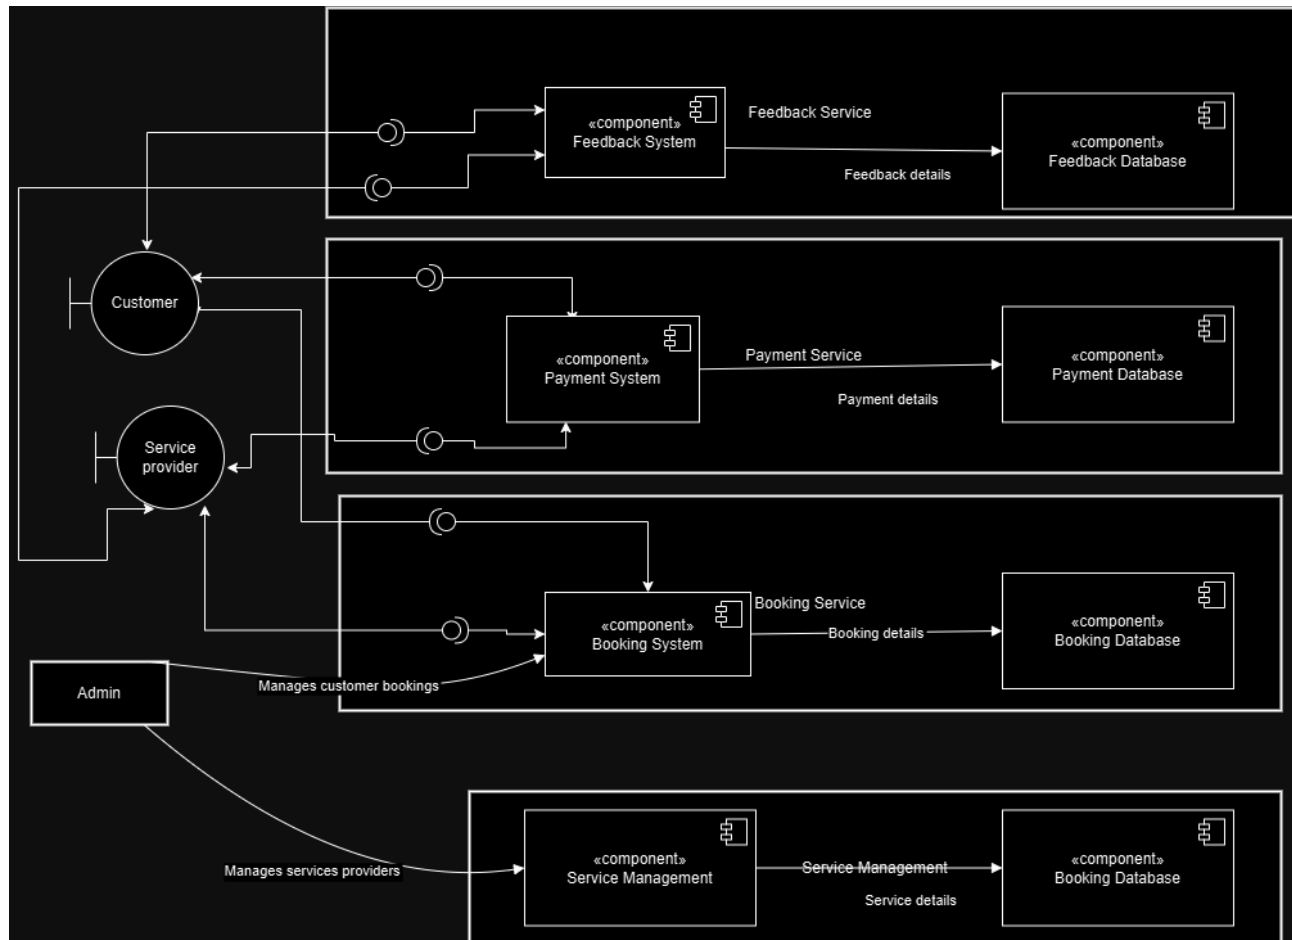 «component»
Feedback System
Feedback Service
Feedback details
«component»
Feedback Database
Customer
«component»
Payment System
Payment Service
Payment details
«component»
Payment Database
Service
provider
«component»
Booking System
Booking Service
Booking details
«component»
Booking Database
Admin
Manages customer bookings
Manages services providers
«component»
Service Management
Service Management
Service details
«component»
Booking Database